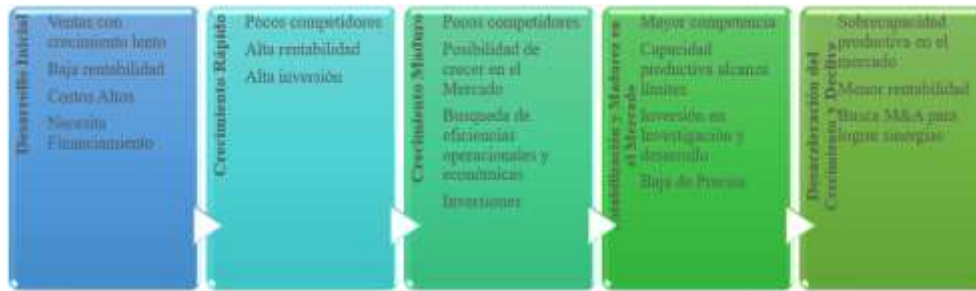 Desarrollo Inicial
Ventas con
crecimiento lento
Baja rentabilidad
Costos Altos
Necesita
Financiamiento
Crecimiento Rápido
Pocos competidores
Alta rentabilidad
Alta inversión
Crecimiento Maduro
Pocos competidores
Posibilidad de
crecer en el
Mercado
Busqueda de
eficiencias
operacionales y
económicas
Inversiones
Estabilización y Madurez en
el Mercado
Mayor competencia
Capacidad
productiva alcanza
límites
Inversión en
Investigación y
desarrollo
Baja de Precios
Desaceleración del
Crecimiento y Declive
Sobrecapacidad
productiva en el
mercado
Menor rentabilidad
Busca M&A para
lograr sinergias